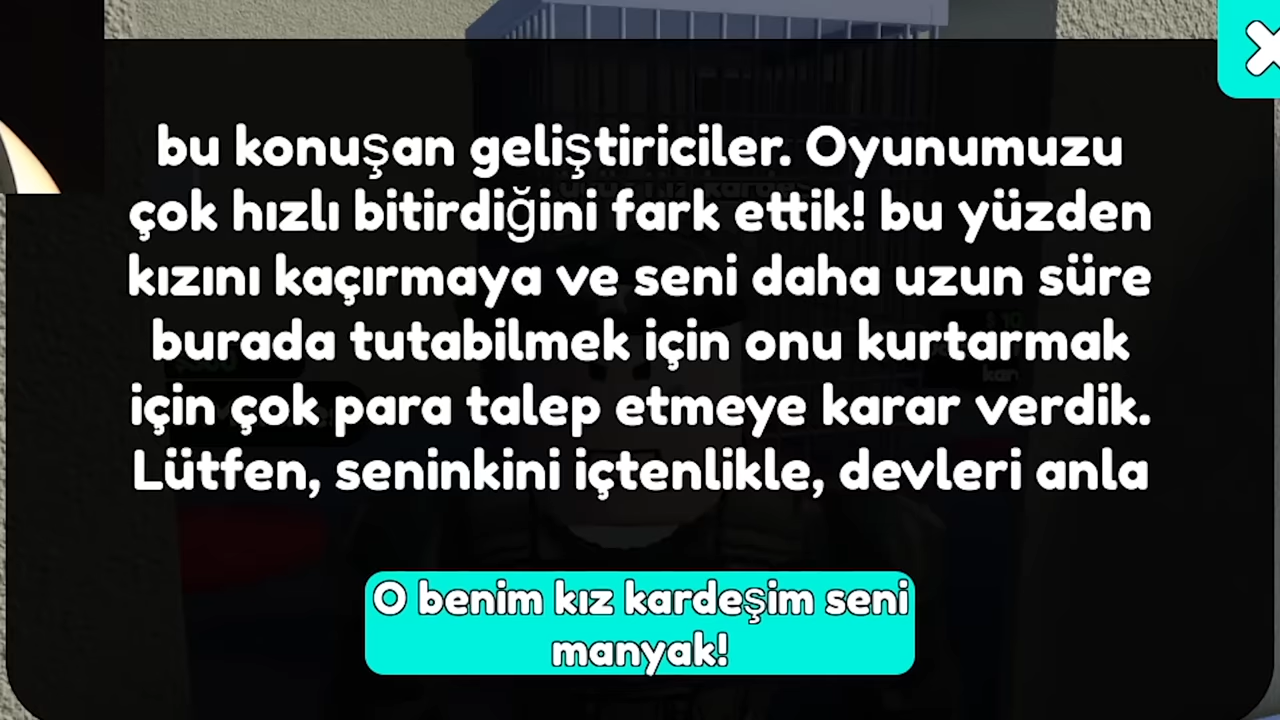 bu konuşan geliştiriciler. Oyunumuzu
çok hızlı bitirdiğini fark ettik! bu yüzden
kızını kaçırmaya ve seni daha uzun süre
burada tutabilmek için onu kurtarmak
için çok para talep etmeye karar verdik.
Lütfen, seninkini içtenlikle, devleri anla
O benim kız kardeşim seni
manyak!